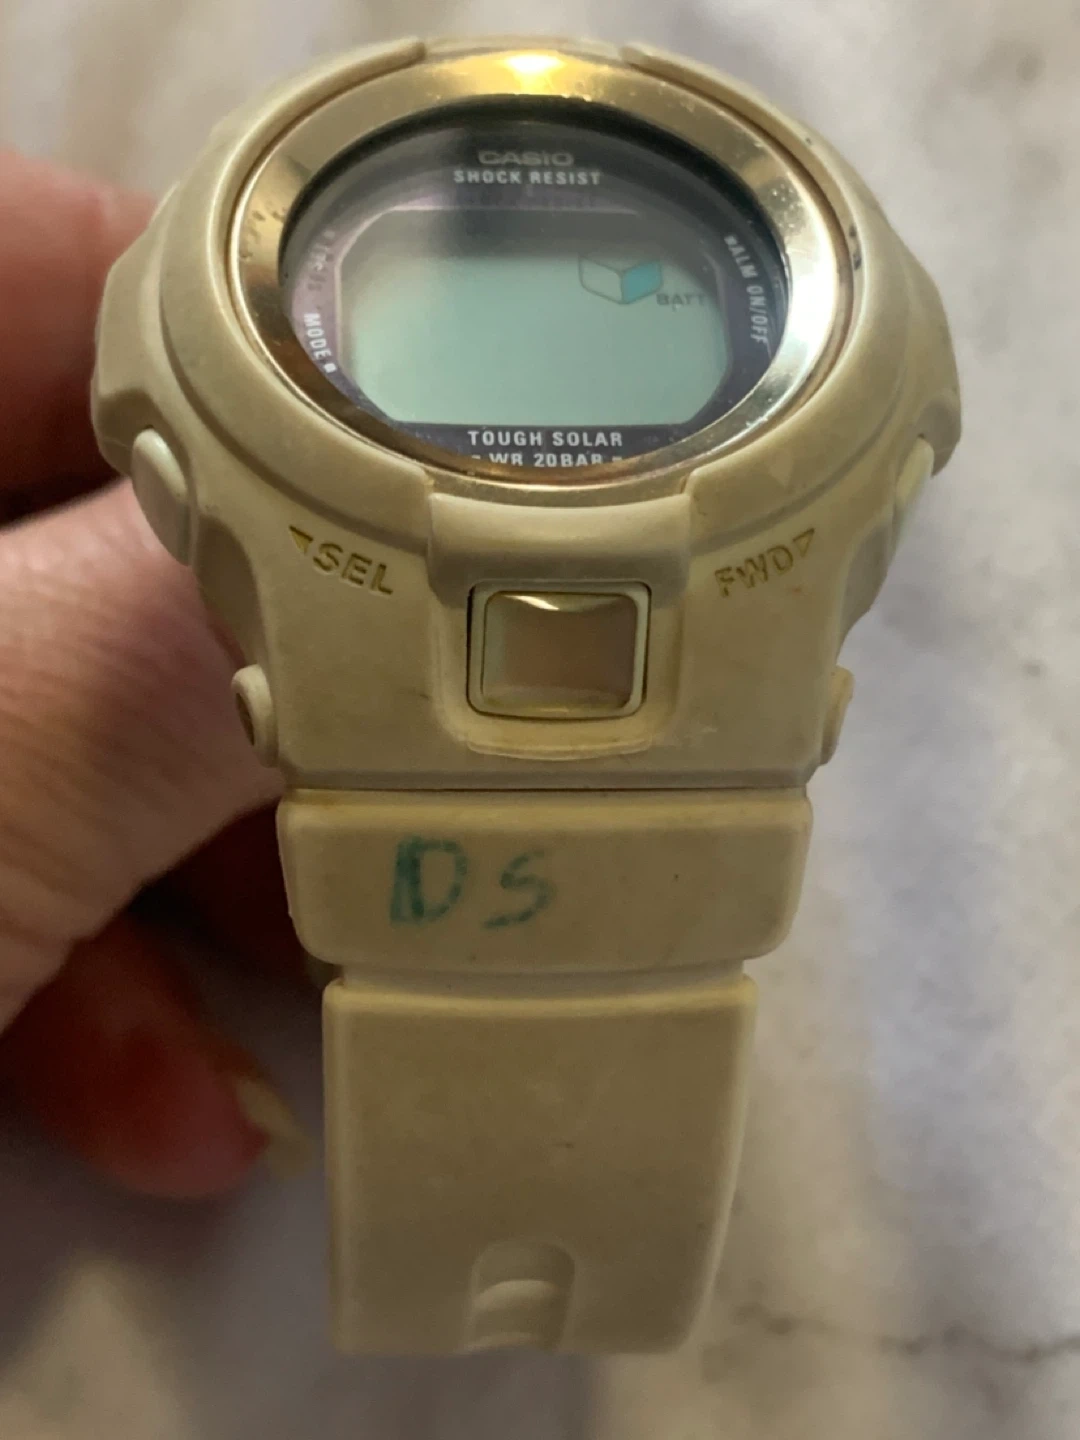 CASIO
SHOCK RESIST
ALM ON/OFF
MODE
BATT
TOUGH SOLAR
WR 20BAR
SEL
FWD
DS